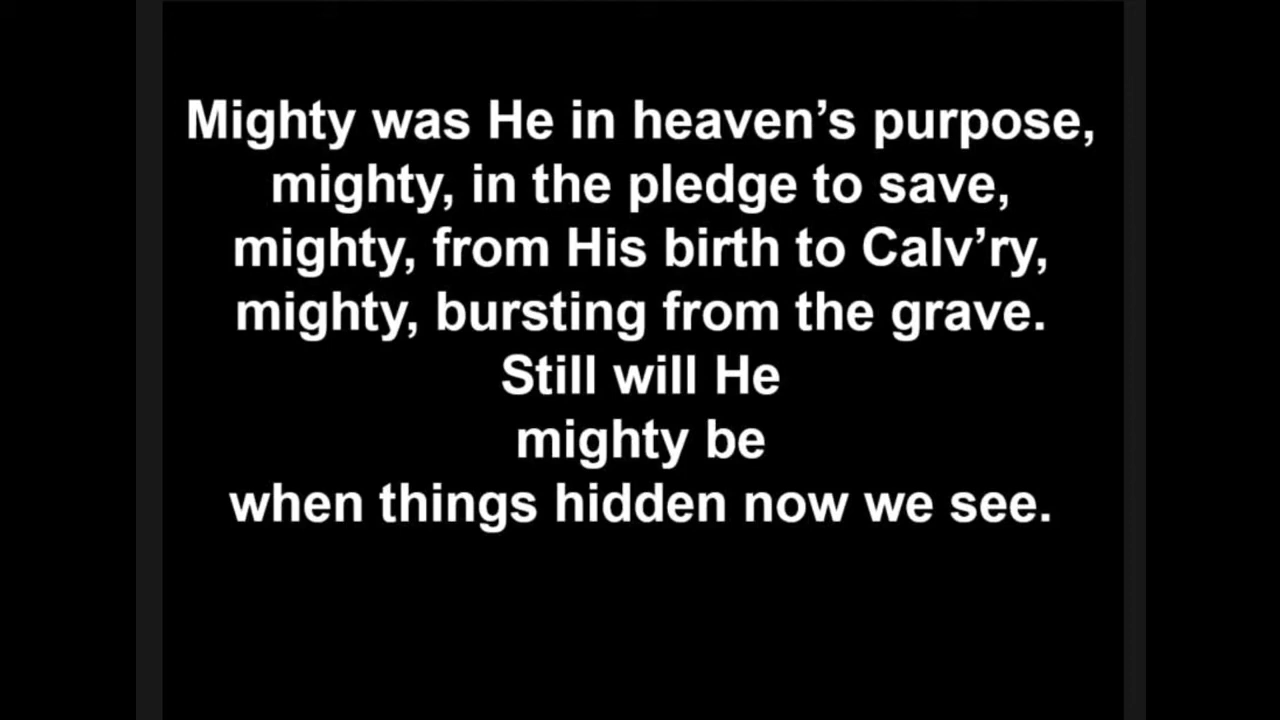 Mighty was He in heaven’s purpose,
mighty, in the pledge to save,
mighty, from His birth to Calv’ry,
mighty, bursting from the grave.
Still will He
mighty be
when things hidden now we see.